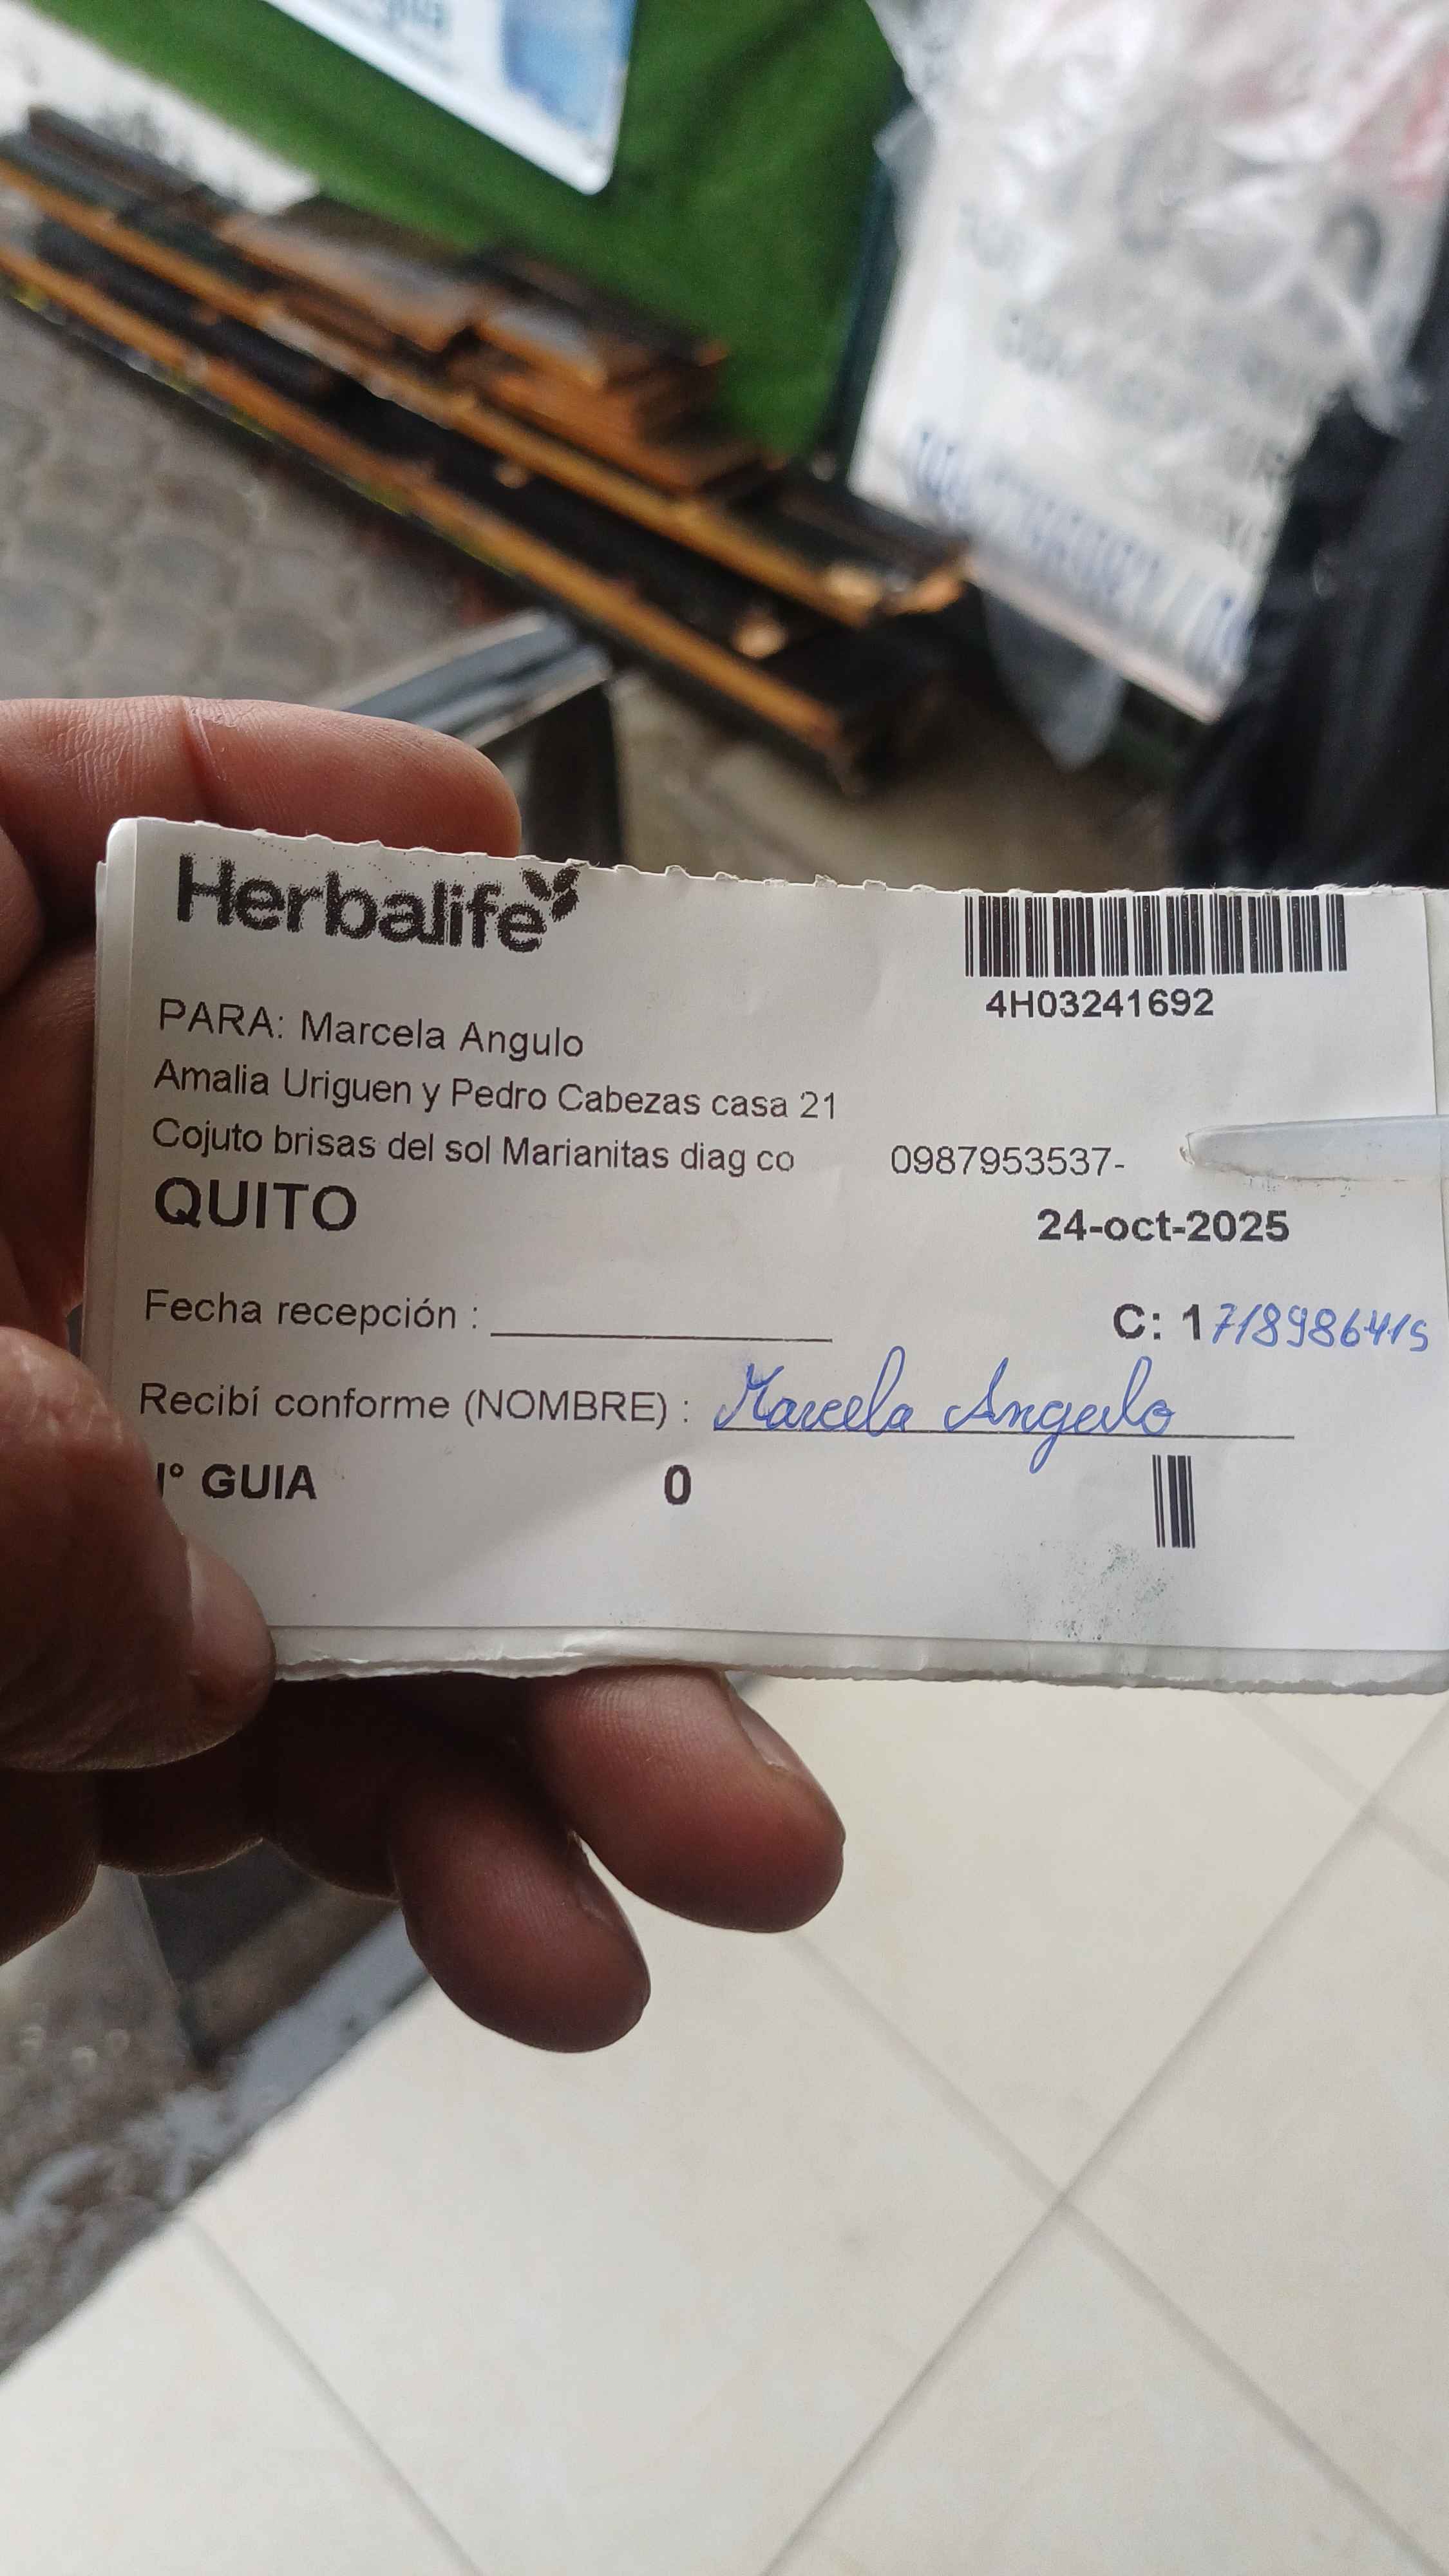 Herbalife
4H03241692
PARA: Marcela Angulo
Amalia Uriguen y Pedro Cabezas casa 21
Cojuto brisas del sol Marianitas diag co 0987953537-
QUITO
24-oct-2025
Fecha recepción : ____________
C: 1718986415
Recibí conforme (NOMBRE) : Marcela Angulo
° GUIA 0